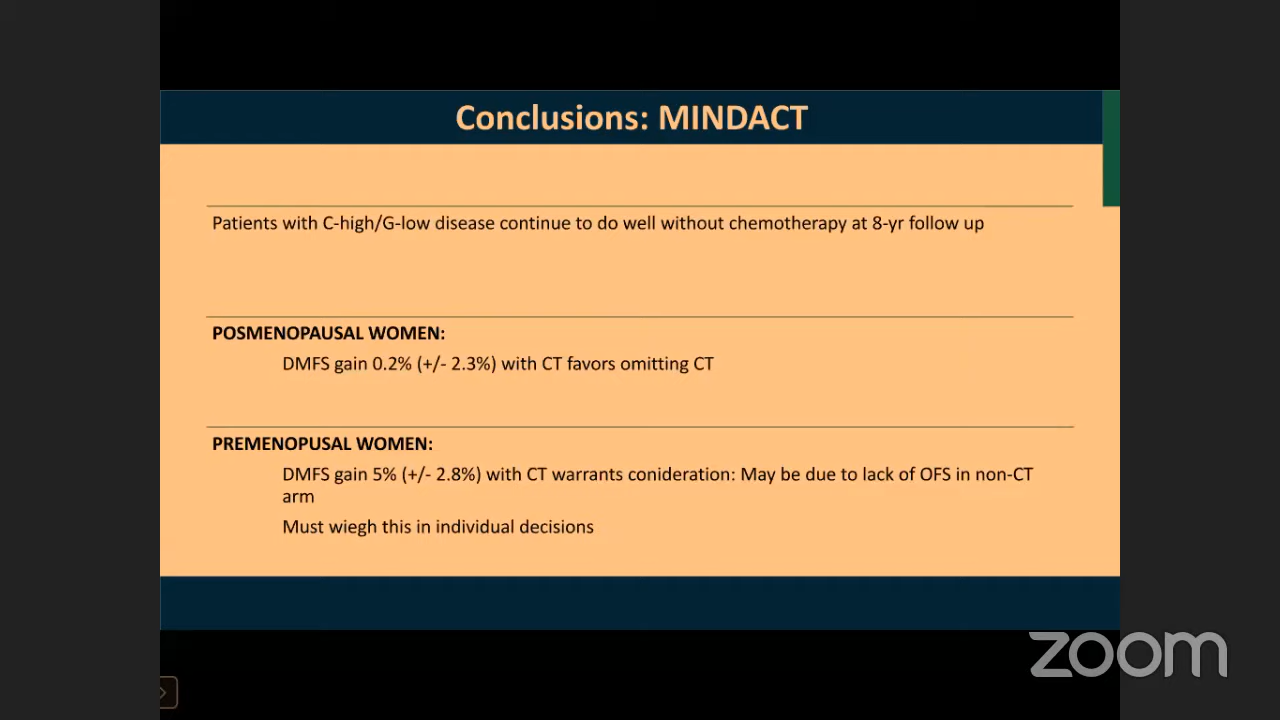 Conclusions: MINDACT
Patients with C-high/G-low disease continue to do well without chemotherapy at 8-yr follow up
POSMENOPAUSAL WOMEN:
DMFS gain 0.2% (+/- 2.3%) with CT favors omitting CT
PREMENOPUSAL WOMEN:
DMFS gain 5% (+/- 2.8%) with CT warrants conideration: May be due to lack of OFS in non-CT
arm
Must wiegh this in individual decisions
zoom